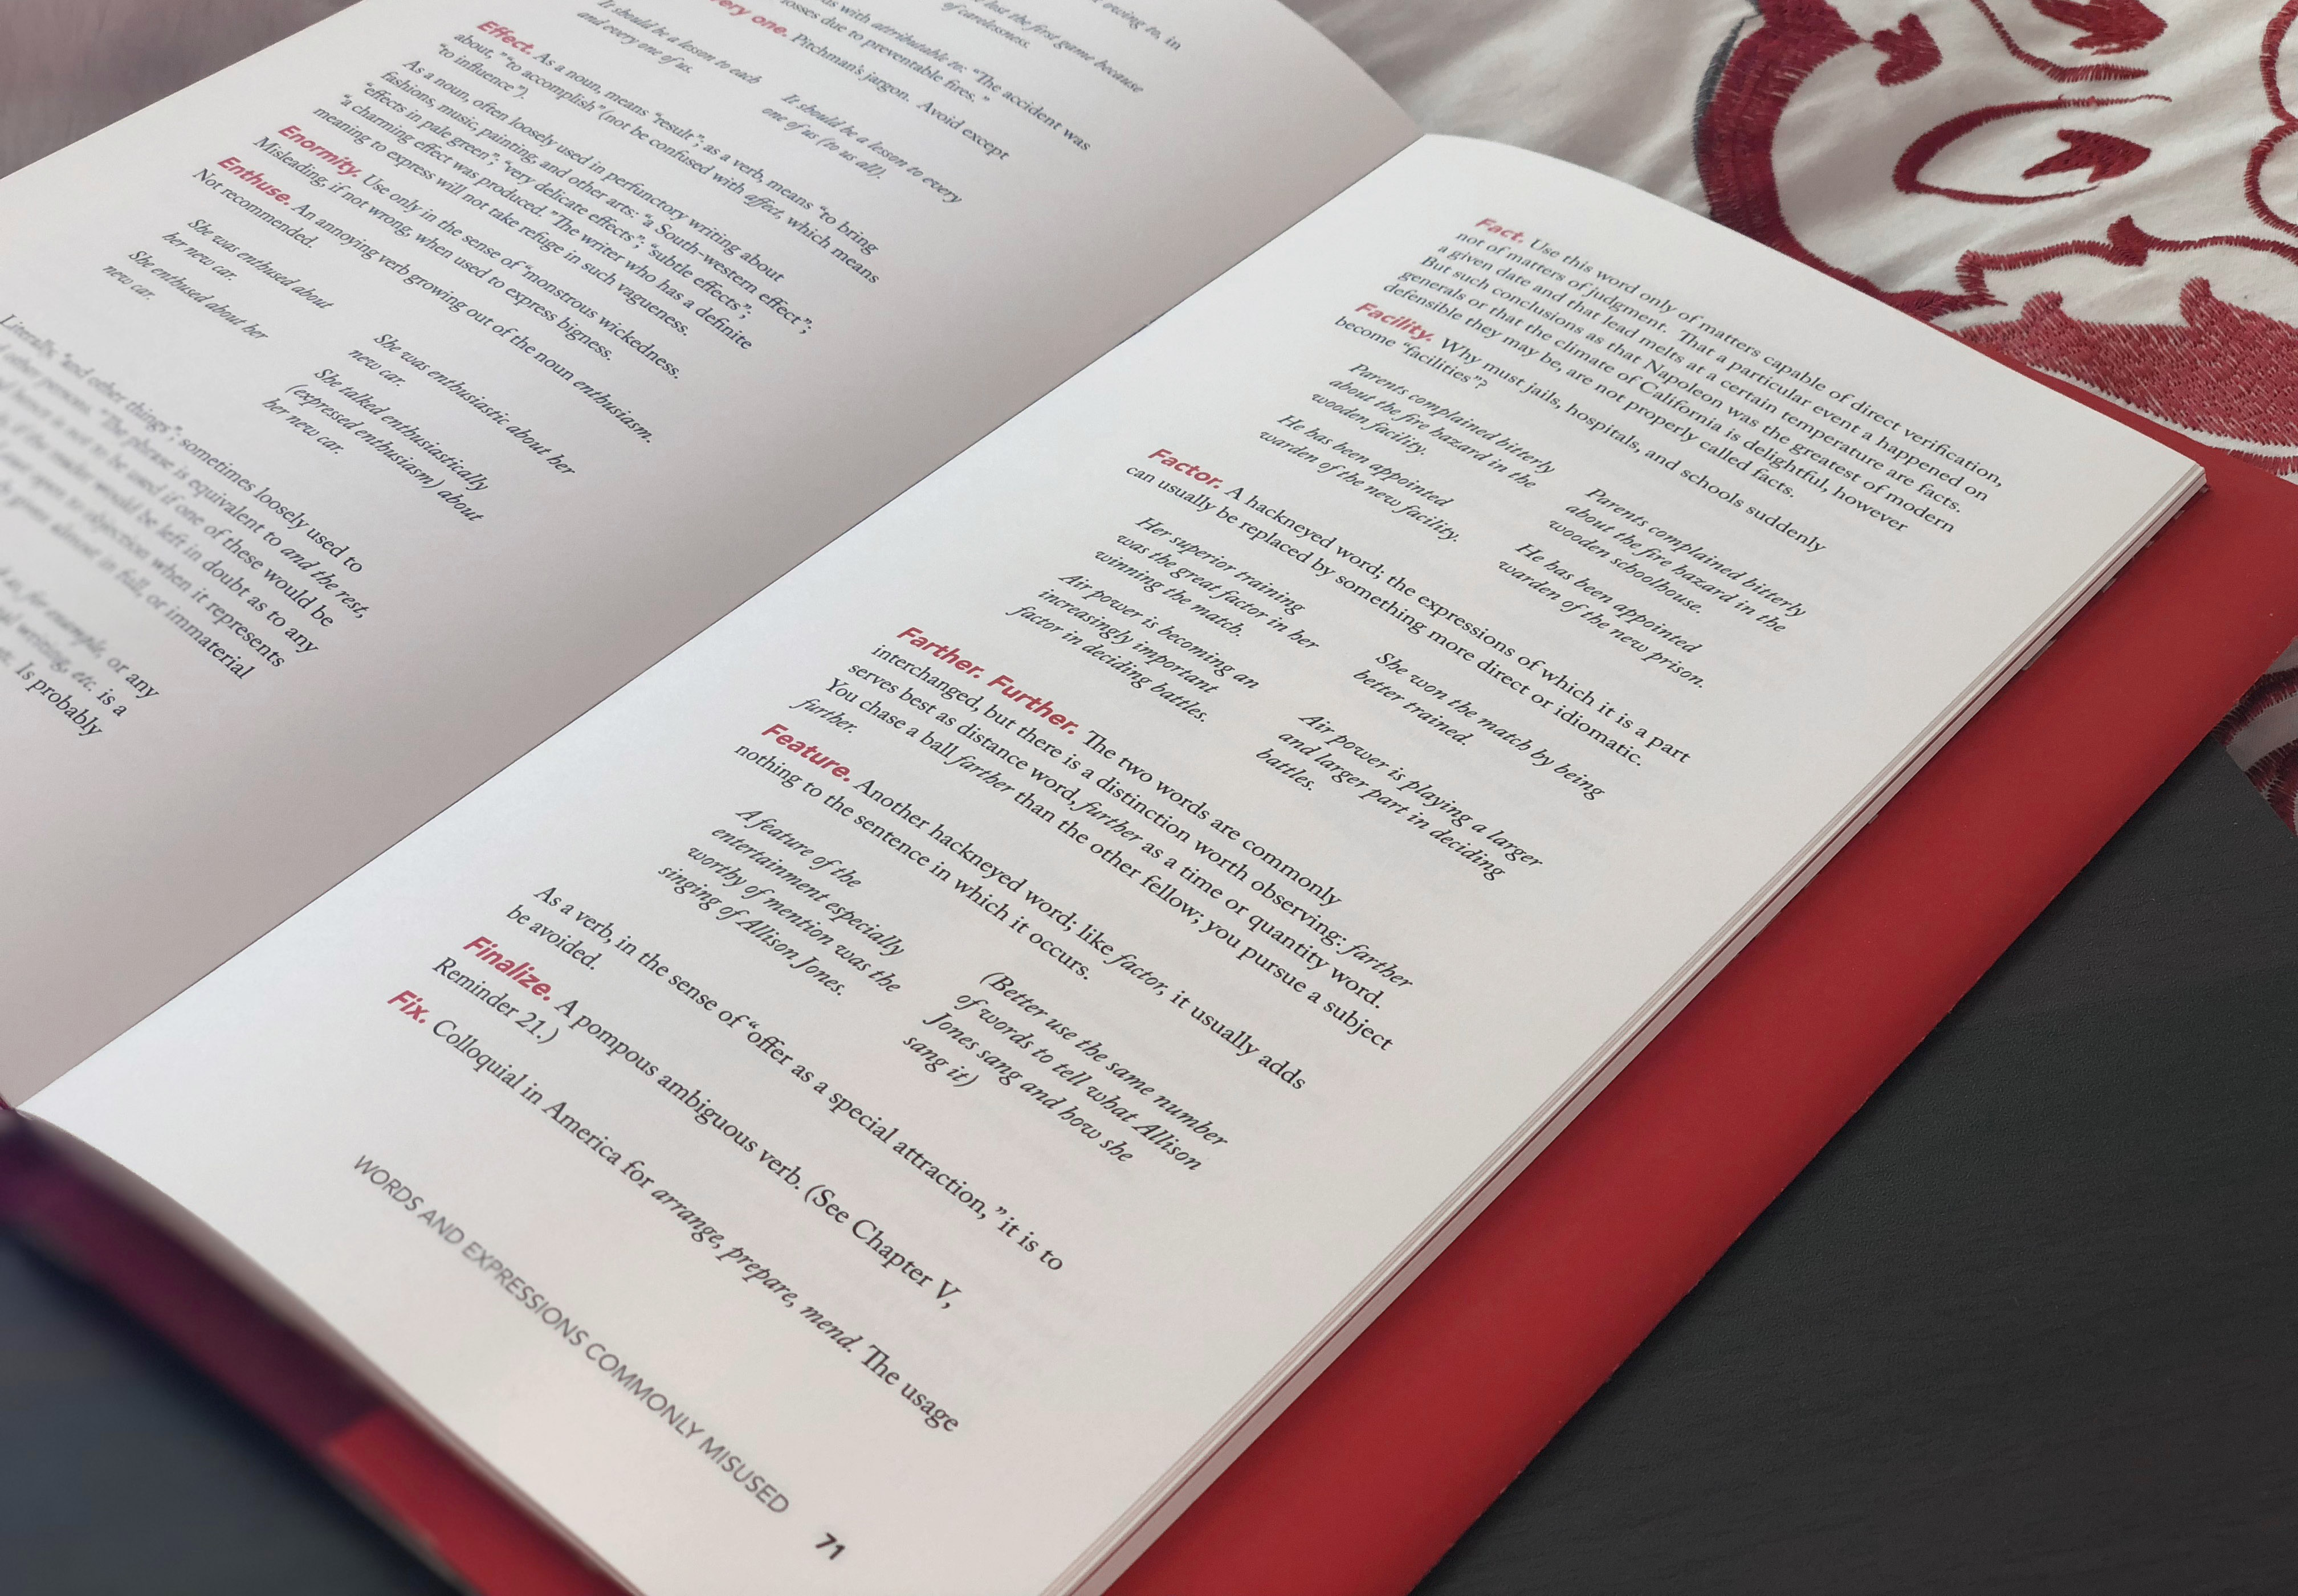 owing to, in
lost the first game because
of carelessness.
with attributable to. "The accident was
losses due to preventable fires."
very one. Pitchman's jargon. Avoid except
It should be a lesson to each
and every one of us.
It should be a lesson to every
one of us (to us all).
Effect. As a noun, means "result"; as a verb, means "to bring
about," "to accomplish" (not be confused with affect, which means
"to influence").
As a noun, often loosely used in perfunctory writing about
fashions, music, painting, and other arts: "a South-western effect";
"effects in pale green"; "very delicate effects"; "subtle effects";
"a charming effect was produced." The writer who has a definite
meaning to express will not take refuge in such vagueness.
Enormity. Use only in the sense of "monstrous wickedness.
Misleading, if not wrong, when used to express bigness.
Enthuse. An annoying verb growing out of the noun enthusiasm.
Not recommended.
She was enthused about
her new car.
She enthused about her
new car.
She was enthusiastic about her
new car.
She talked enthusiastically
(expressed enthusiasm) about
her new car.
Literally, "and other things"; sometimes loosely used to
other persons." The phrase is equivalent to and the rest,
hence is not to be used if one of these would be
if the reader would be left in doubt as to any
open to objection when it represents
given almost in full, or immaterial
as, for example, or any
writing, etc. is a
Is probably
Fact. Use this word only of matters capable of direct verification,
not of matters of judgment. That a particular event a happened on
a given date and that lead melts at a certain temperature are facts.
But such conclusions as that Napoleon was the greatest of modern
generals or that the climate of California is delightful, however
defensible they may be, are not properly called facts.
Facility. Why must jails, hospitals, and schools suddenly
become "facilities"?
Parents complained bitterly
about the fire hazard in the
wooden facility.
He has been appointed
warden of the new facility.
Parents complained bitterly
about the fire hazard in the
wooden schoolhouse.
He has been appointed
warden of the new prison.
Factor. A hackneyed word; the expressions of which it is a part
can usually be replaced by something more direct or idiomatic.
Her superior training
was the great factor in her
winning the match.
Air power is becoming an
increasingly important
factor in deciding battles.
She won the match by being
better trained.
Air power is playing a larger
and larger part in deciding
battles.
Farther. Further. The two words are commonly
interchanged, but there is a distinction worth observing: farther
serves best as distance word, further as a time or quantity word.
You chase a ball farther than the other fellow; you pursue a subject
further.
Feature. Another hackneyed word; like factor, it usually adds
nothing to the sentence in which it occurs.
A feature of the
entertainment especially
worthy of mention was the
singing of Allison Jones.
(Better use the same number
of words to tell what Allison
Jones sang and how she
sang it)
As a verb, in the sense of "offer as a special attraction," it is to
be avoided.
Finalize. A pompous ambiguous verb. (See Chapter V,
Reminder 21.)
Fix. Colloquial in America for arrange, prepare, mend. The usage
WORDS AND EXPRESSIONS COMMONLY MISUSED 71